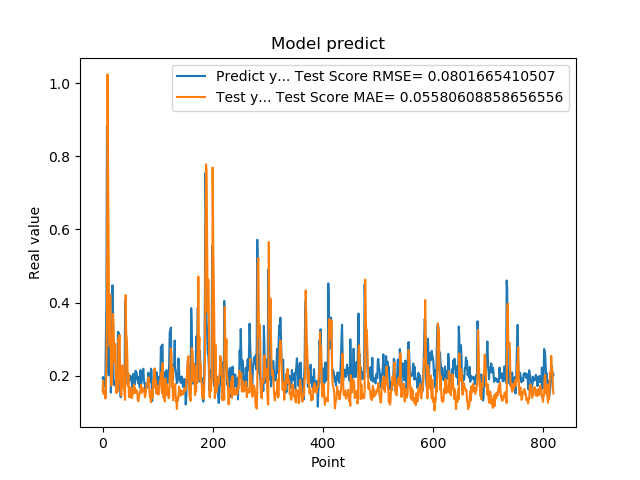 Model predict
Predict y... Test Score RMSE= 0.0801665410507
Test y... Test Score MAE= 0.05580608858656556
1.0
0.8
0.6
0.4
0.2
Real value
0
200
400
600
800
Point